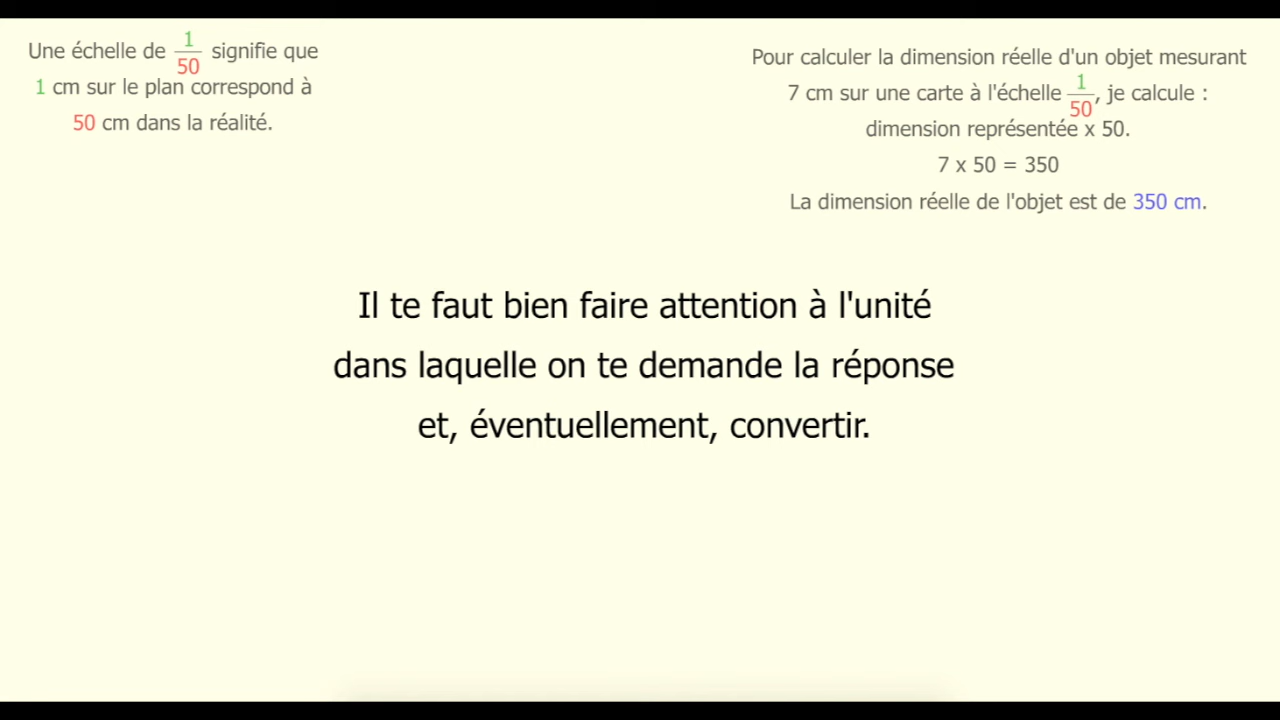 Une échelle de 1/50 signifie que
1 cm sur le plan correspond à
50 cm dans la réalité.
Pour calculer la dimension réelle d'un objet mesurant
7 cm sur une carte à l'échelle 1/50, je calcule :
dimension représentée x 50.
7 x 50 = 350
La dimension réelle de l'objet est de 350 cm.
Il te faut bien faire attention à l'unité
dans laquelle on te demande la réponse
et, éventuellement, convertir.